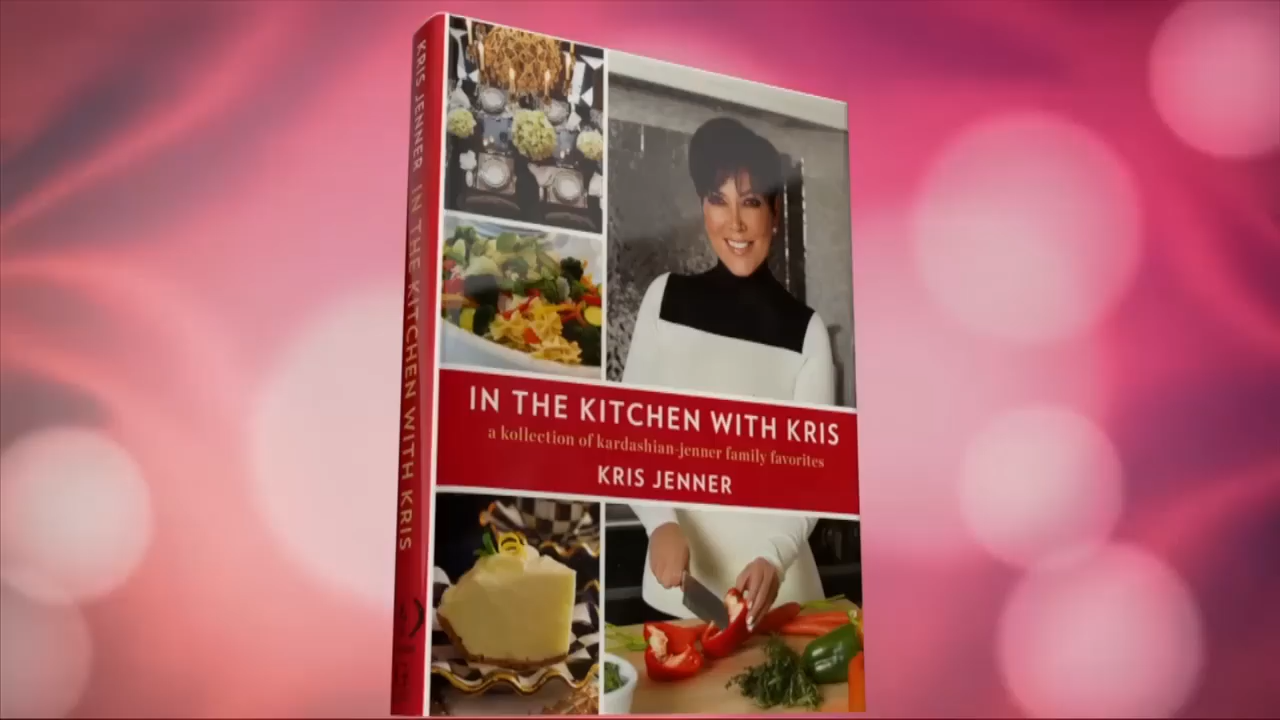 KRIS JENNER IN THE KITCHEN WITH KRIS
IN THE KITCHEN WITH KRIS
a kollection of kardashian-jenner family favorites
KRIS JENNER